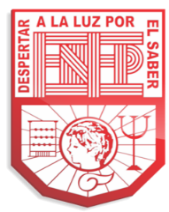 DESPERTAR A LA LUZ POR EL SABER
ENP